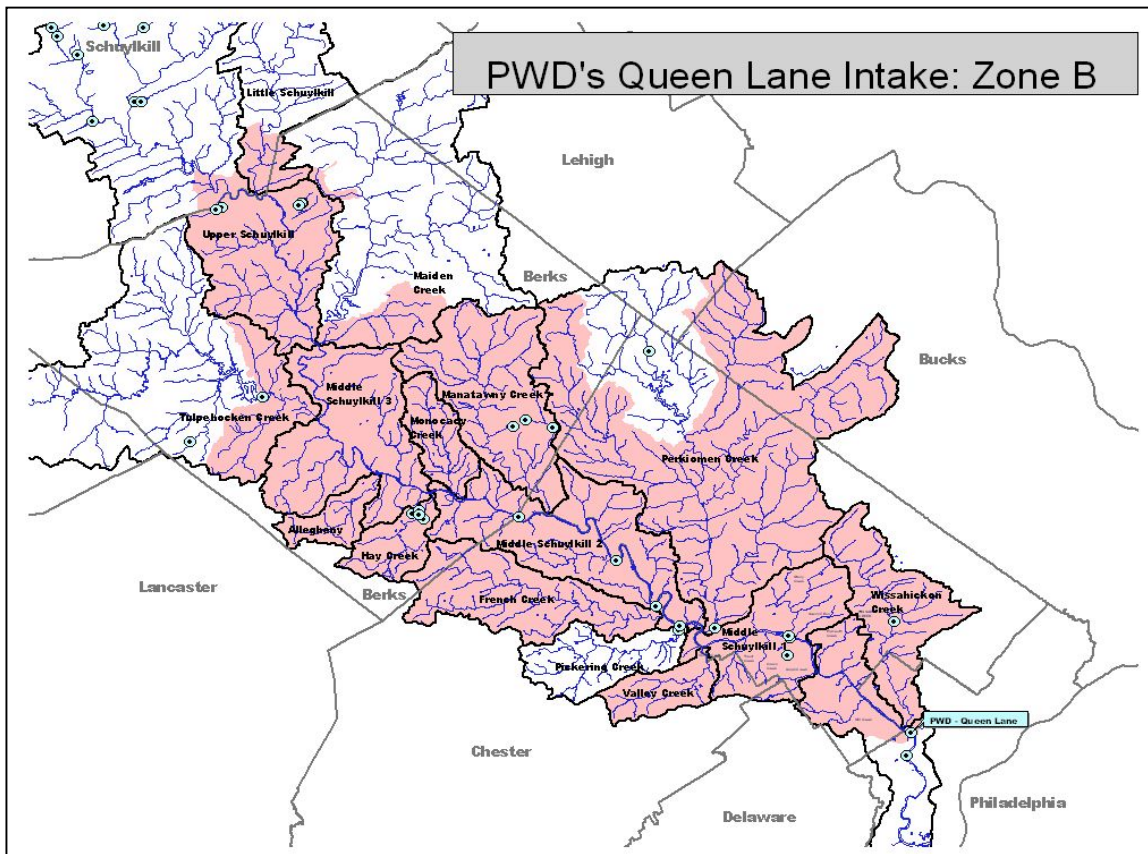 Schuylkill
PWD's Queen Lane Intake: Zone B
Little Schuylkill
Lehigh
Upper Schuylkill
Maiden
Creek
Berks
Bucks
Middle
Schuylkill 3
Manatawny Creek
Tulpehocken Creek
Monocacy
Creek
Perkiomen Creek
Allegheny
Middle Schuylkill 2
Hay Creek
Lancaster
Berks
French Creek
Wissahickon
Creek
Middle
Schuylkill 1
Pickering Creek
Valley Creek
PWD - Queen Lane
Chester
Philadelphia
Delaware